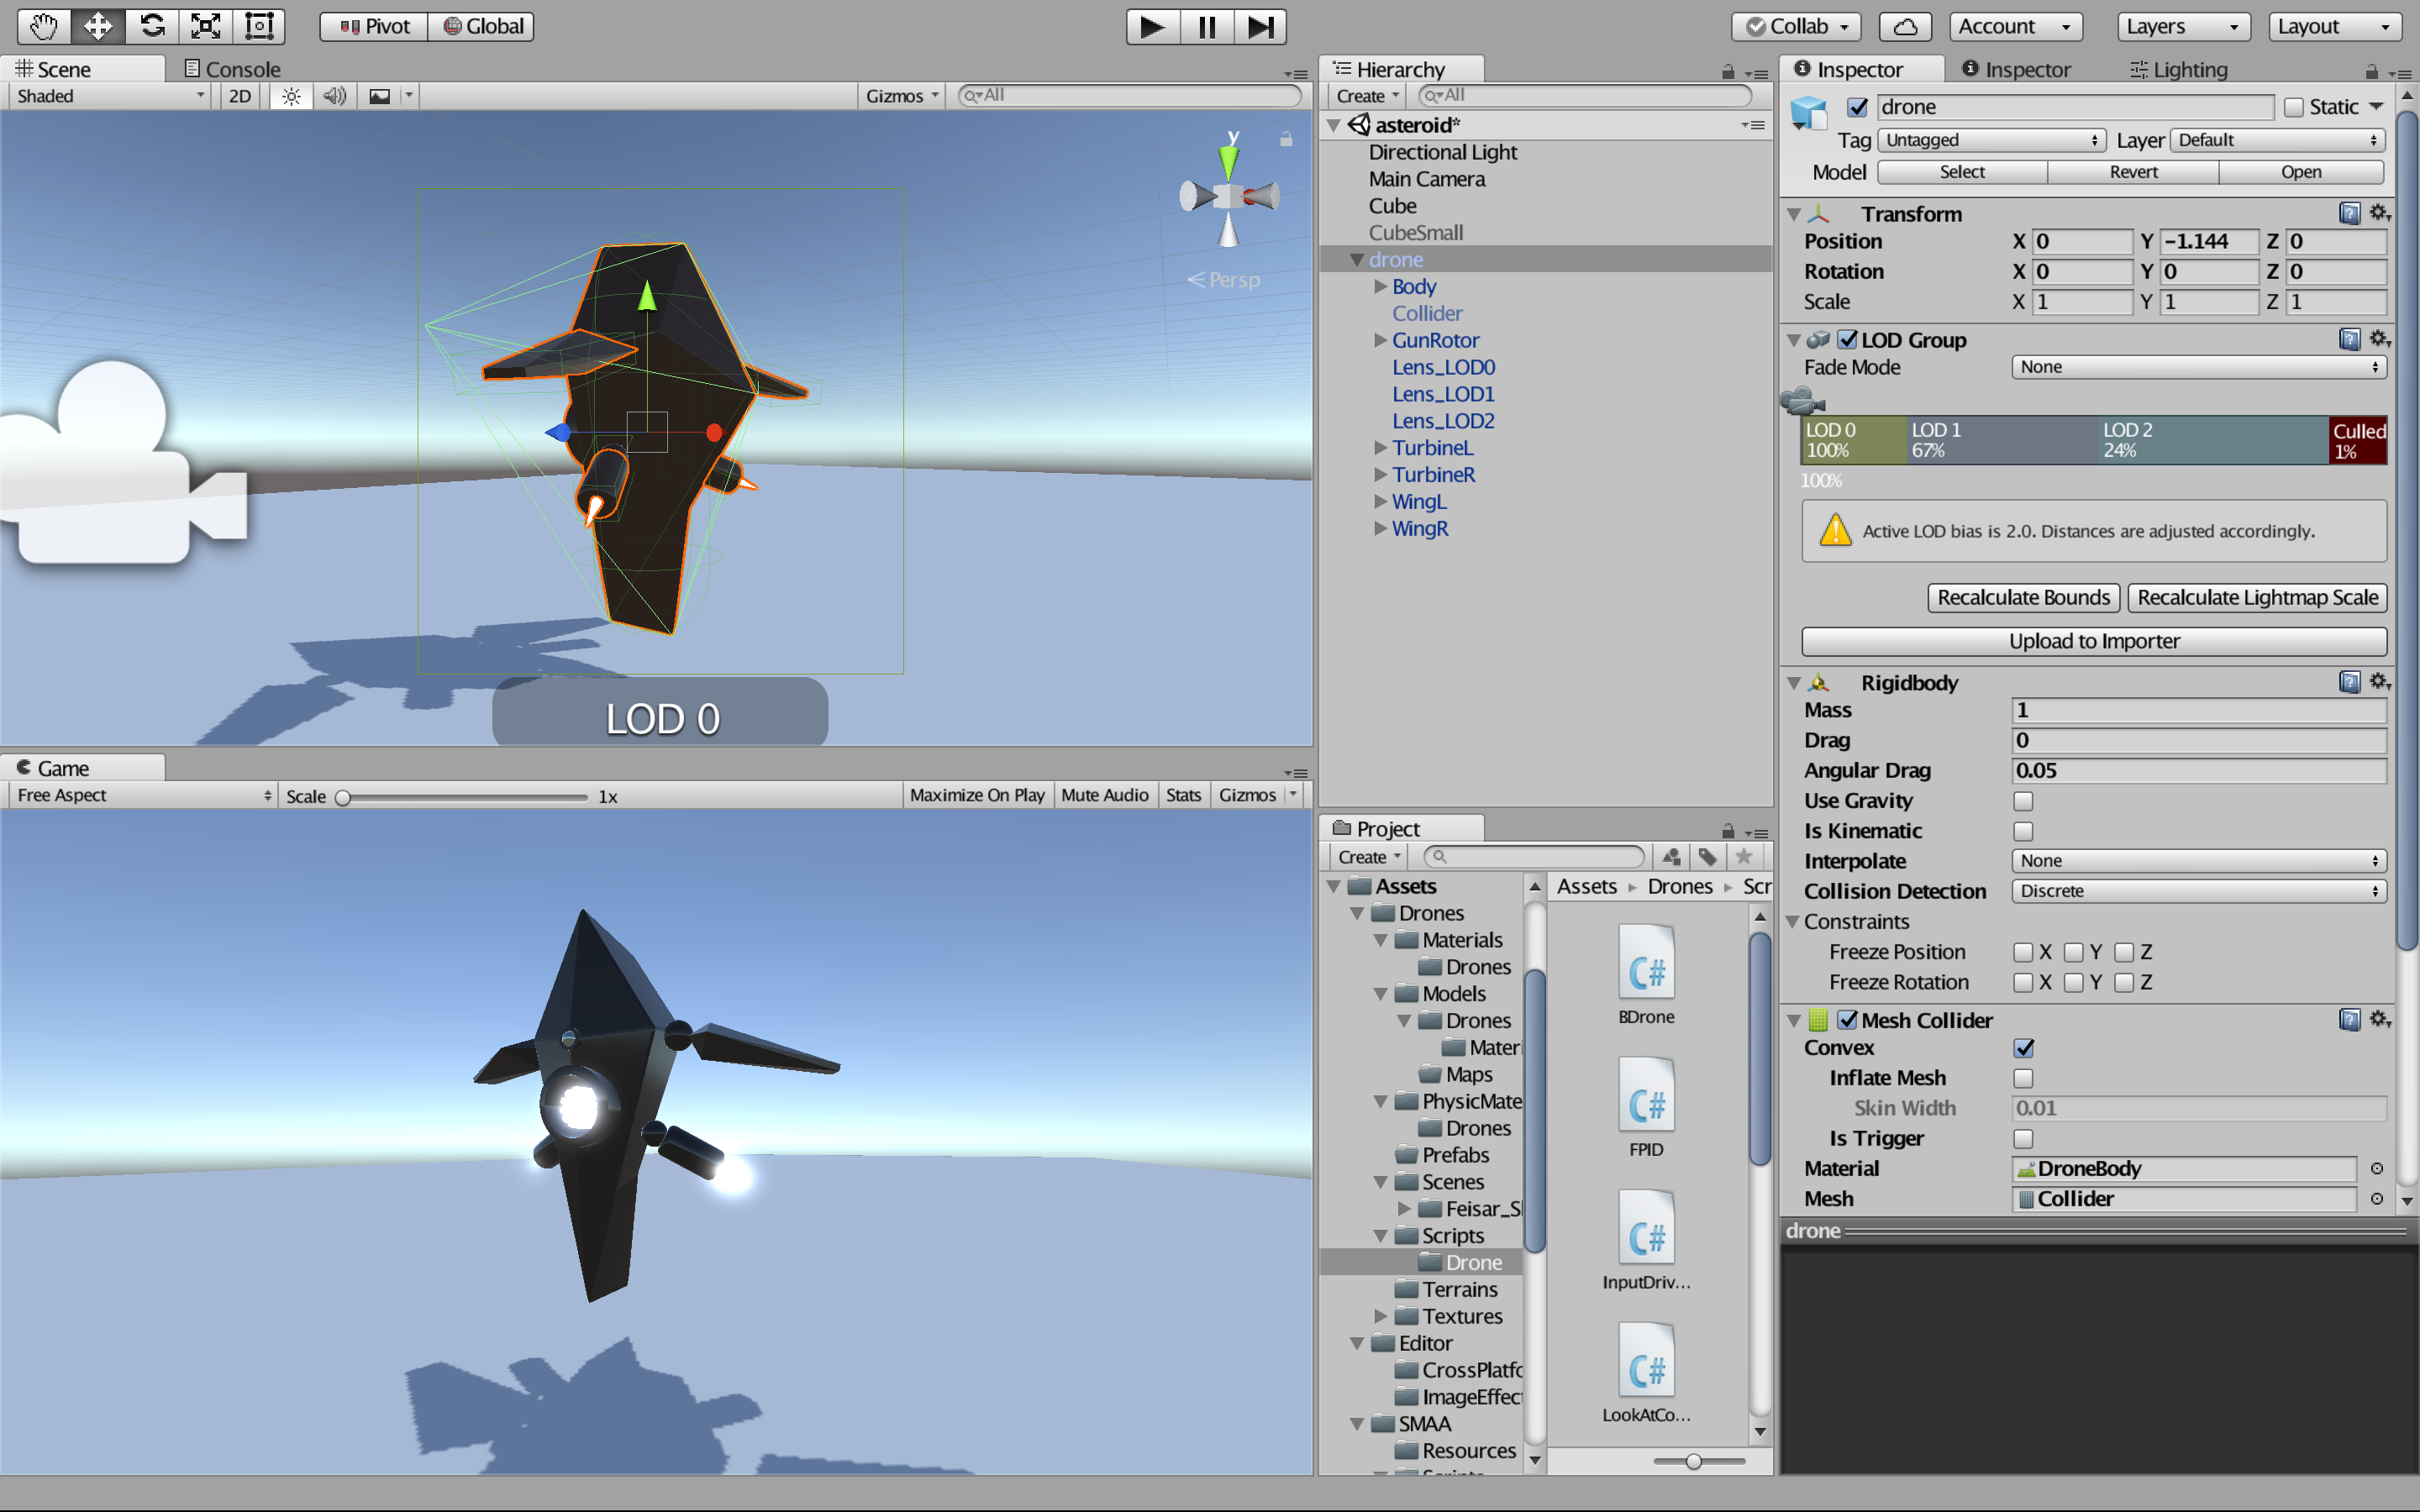 Pivot Global
Collab Account Layers Layout
Scene Console
Shaded 2D Gizmos All
y
Persp
LOD 0
Game
Free Aspect Scale 1x Maximize On Play Mute Audio Stats Gizmos
Hierarchy
Create All
asteroid*
Directional Light
Main Camera
Cube
CubeSmall
drone
Body
Collider
GunRotor
Lens_LOD0
Lens_LOD1
Lens_LOD2
TurbineL
TurbineR
WingL
WingR
Project
Create
Assets
Drones
Materials
Drones
Models
Drones
Materi
Maps
PhysicMate
Drones
Prefabs
Scenes
Feisar_S
Scripts
Drone
Terrains
Textures
Editor
CrossPlatfo
ImageEffect
SMAA
Resources
Scripts
Assets Drones Scr
C#
BDrone
C#
FPID
C#
InputDriv...
C#
LookAtCo...
Inspector Inspector Lighting
drone Static
Tag Untagged Layer Default
Model Select Revert Open
Transform
Position X 0 Y -1.144 Z 0
Rotation X 0 Y 0 Z 0
Scale X 1 Y 1 Z 1
LOD Group
Fade Mode None
LOD 0 LOD 1 LOD 2 Culled
100% 67% 24% 1%
100%
Active LOD bias is 2.0. Distances are adjusted accordingly.
Recalculate Bounds Recalculate Lightmap Scale
Upload to Importer
Rigidbody
Mass 1
Drag 0
Angular Drag 0.05
Use Gravity
Is Kinematic
Interpolate None
Collision Detection Discrete
Constraints
Freeze Position X Y Z
Freeze Rotation X Y Z
Mesh Collider
Convex
Inflate Mesh
Skin Width 0.01
Is Trigger
Material DroneBody
Mesh Collider
drone